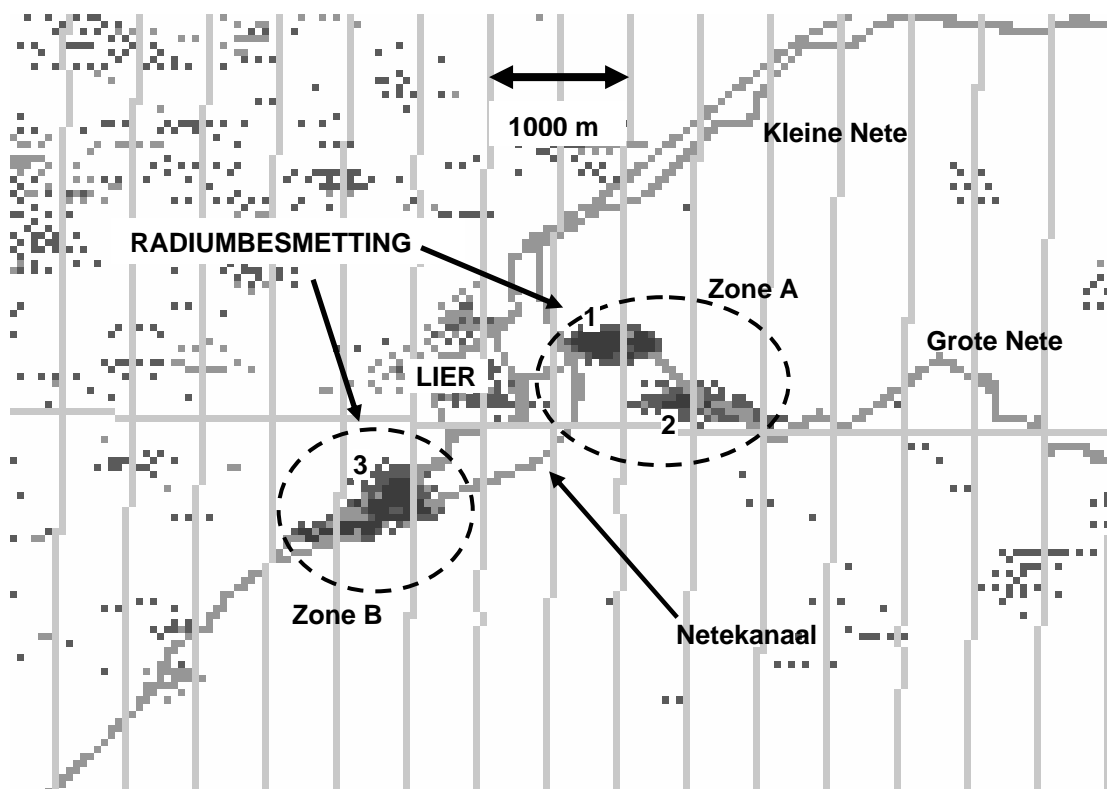 1000 m
Kleine Nete
RADIUMBESMETTING
Zone A
1
Grote Nete
LIER
2
3
Zone B
Netekanaal